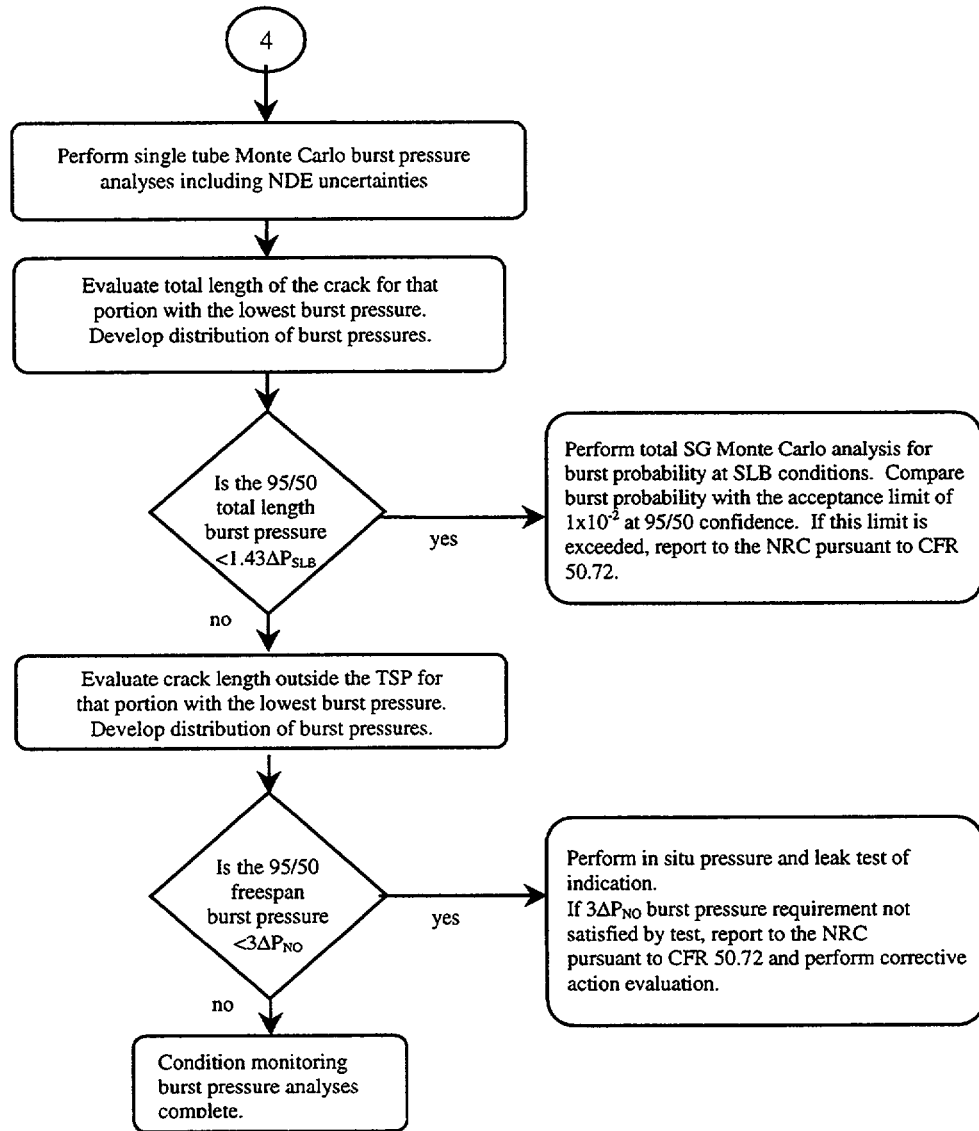 4
Perform single tube Monte Carlo burst pressure
analyses including NDE uncertainties
Evaluate total length of the crack for that
portion with the lowest burst pressure.
Develop distribution of burst pressures.
Is the 95/50
total length
burst pressure
<1.43ΔP_SLB
yes
Perform total SG Monte Carlo analysis for
burst probability at SLB conditions. Compare
burst probability with the acceptance limit of
1x10⁻² at 95/50 confidence. If this limit is
exceeded, report to the NRC pursuant to CFR
50.72.
no
Evaluate crack length outside the TSP for
that portion with the lowest burst pressure.
Develop distribution of burst pressures.
Is the 95/50
freespan
burst pressure
<3ΔP_NO
yes
Perform in situ pressure and leak test of
indication.
If 3ΔP_NO burst pressure requirement not
satisfied by test, report to the NRC
pursuant to CFR 50.72 and perform corrective
action evaluation.
no
Condition monitoring
burst pressure analyses
complete.